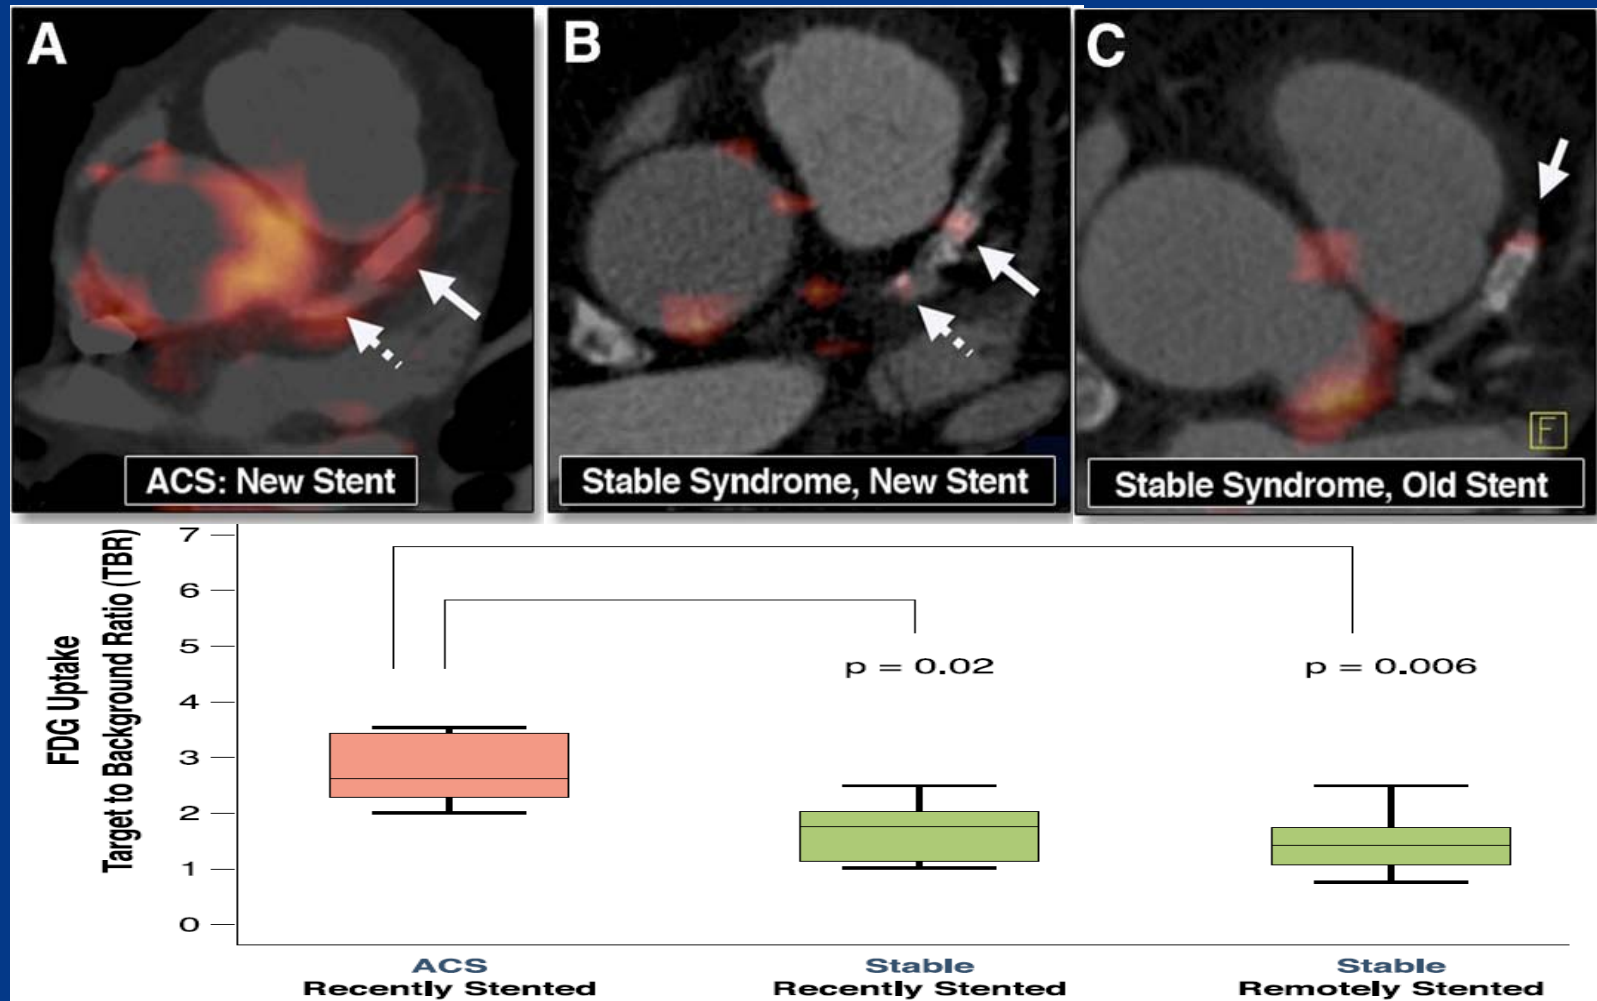 A
B
C
F
ACS: New Stent
Stable Syndrome, New Stent
Stable Syndrome, Old Stent
FDG Uptake
Target to Background Ratio (TBR)
7
6
5
4
3
2
1
0
p = 0.02
p = 0.006
ACS
Recently Stented
Stable
Recently Stented
Stable
Remotely Stented